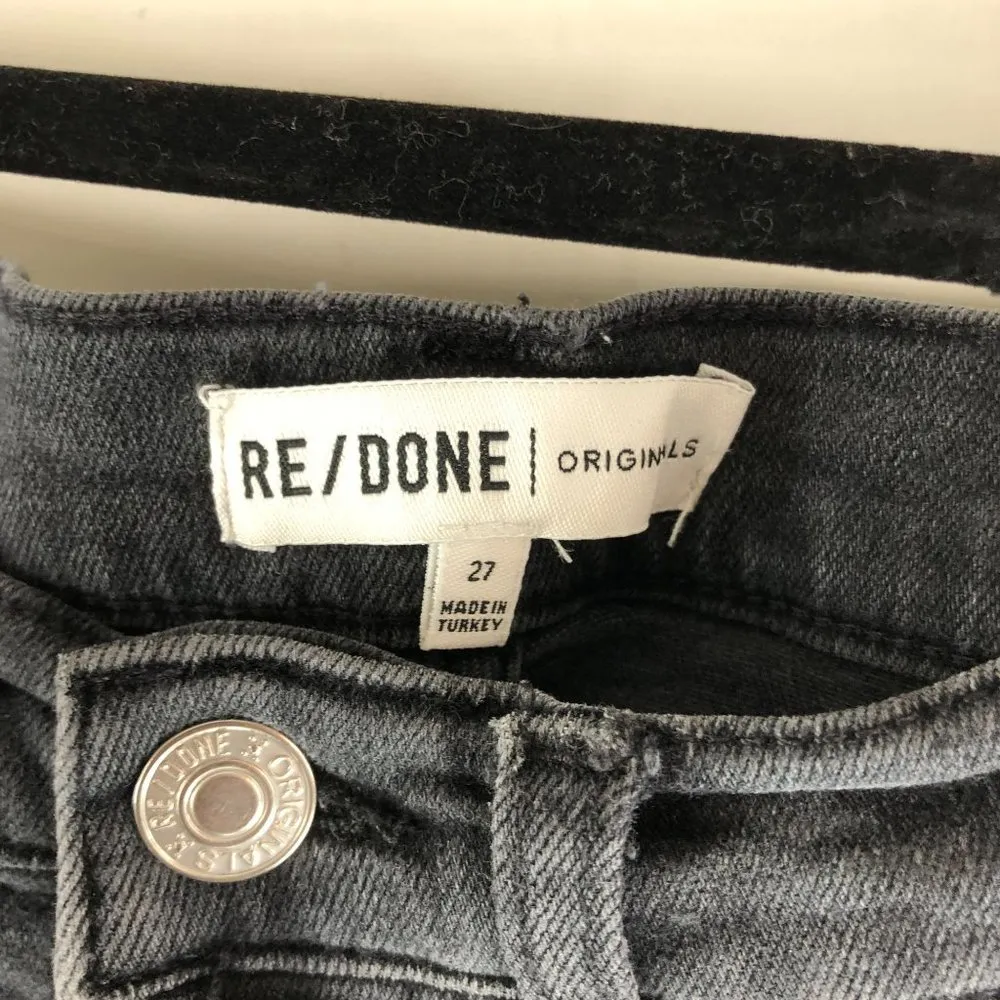 RE/DONE | ORIGINALS
27
MADE IN
TURKEY
RE/DONE ★ ORIGINALS ★